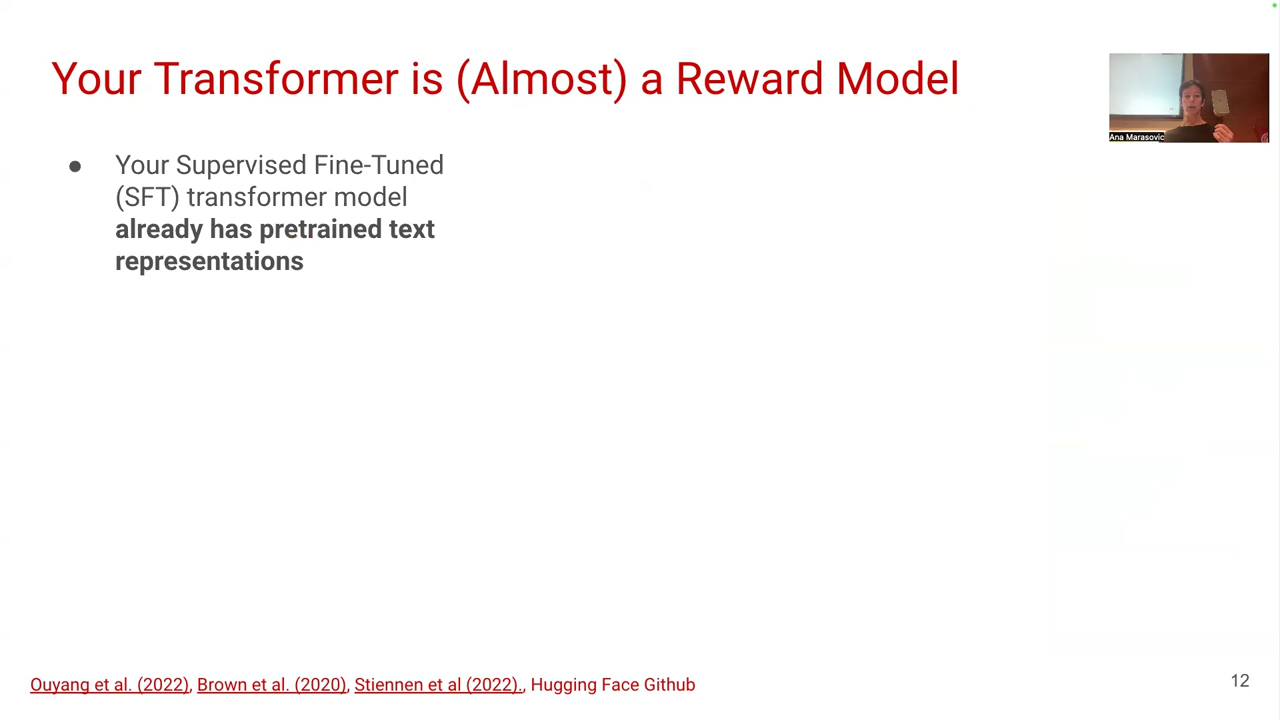 Your Transformer is (Almost) a Reward Model
Ana Marasovic
● Your Supervised Fine-Tuned
(SFT) transformer model
already has pretrained text
representations
Ouyang et al. (2022), Brown et al. (2020), Stiennen et al (2022)., Hugging Face Github
12